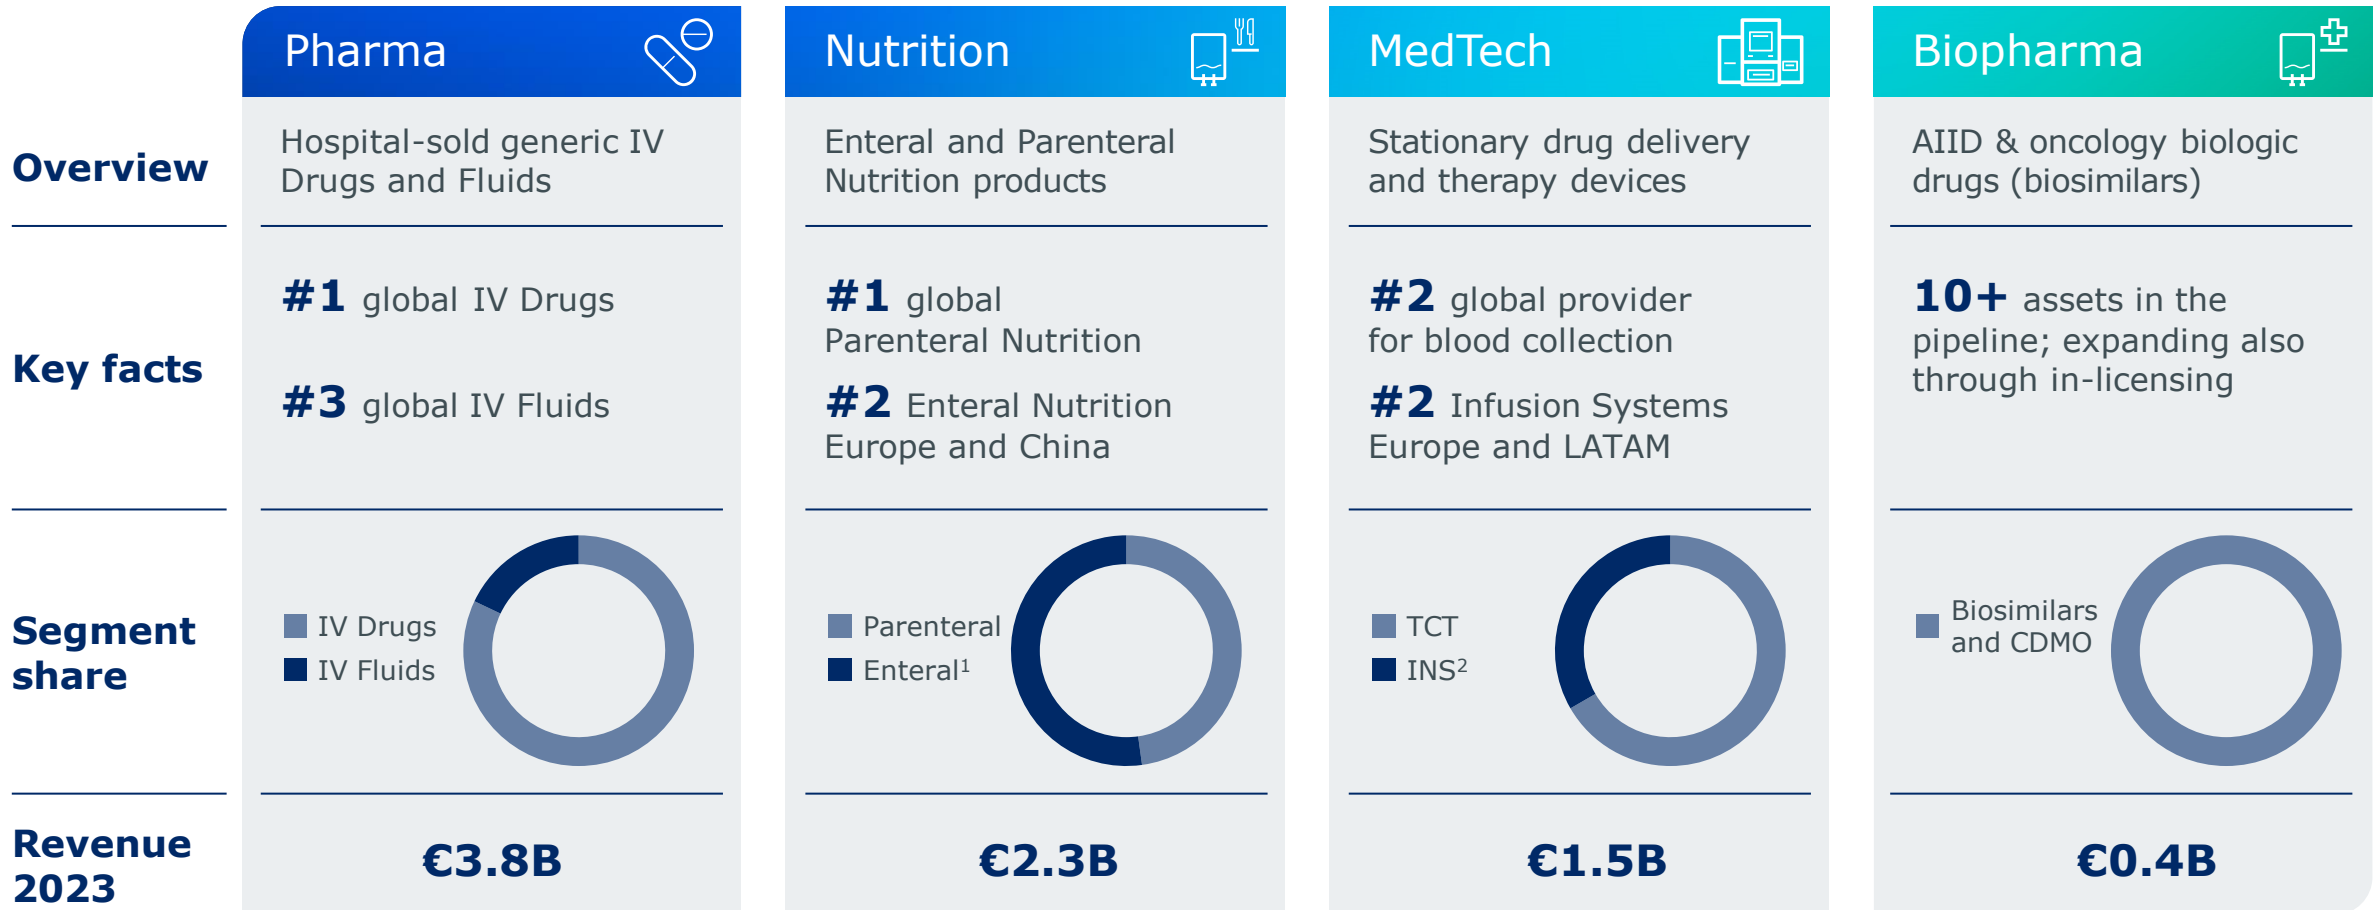 Pharma
Nutrition
MedTech
Biopharma
Overview
Hospital-sold generic IV
Drugs and Fluids
Enteral and Parenteral
Nutrition products
Stationary drug delivery
and therapy devices
AIID & oncology biologic
drugs (biosimilars)
Key facts
#1 global IV Drugs
#3 global IV Fluids
#1 global
Parenteral Nutrition
#2 Enteral Nutrition
Europe and China
#2 global provider
for blood collection
#2 Infusion Systems
Europe and LATAM
10+ assets in the
pipeline; expanding also
through in-licensing
Segment
share
IV Drugs
IV Fluids
Parenteral
Enteral¹
TCT
INS²
Biosimilars
and CDMO
Revenue
2023
€3.8B
€2.3B
€1.5B
€0.4B